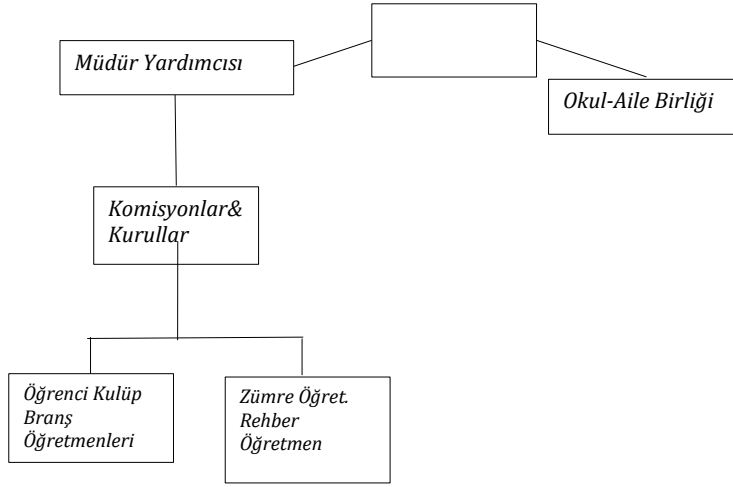 Müdür Yardımcısı
Okul-Aile Birliği
Komisyonlar&
Kurullar
Öğrenci Kulüp
Branş
Öğretmenleri
Zümre Öğret.
Rehber
Öğretmen